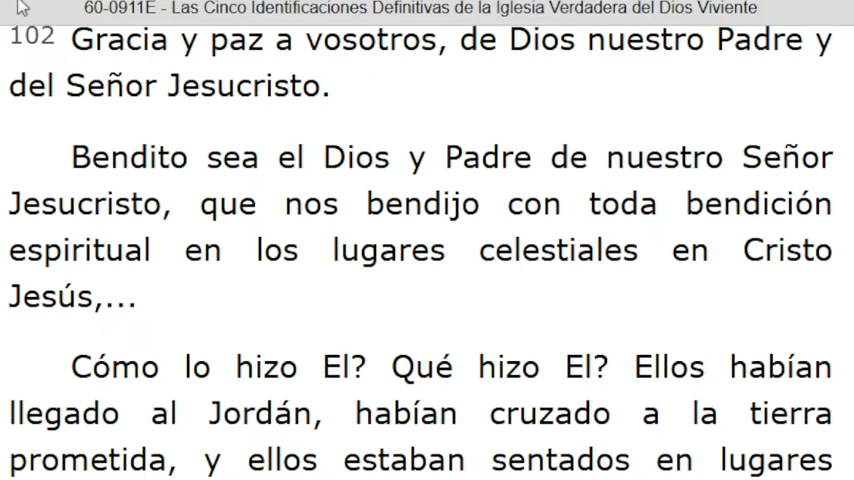 60-0911E - Las Cinco Identificaciones Definitivas de la Iglesia Verdadera del Dios Viviente
102 Gracia y paz a vosotros, de Dios nuestro Padre y
del Señor Jesucristo.
Bendito sea el Dios y Padre de nuestro Señor
Jesucristo, que nos bendijo con toda bendición
espiritual en los lugares celestiales en Cristo
Jesús,...
Cómo lo hizo El? Qué hizo El? Ellos habían
llegado al Jordán, habían cruzado a la tierra
prometida, y ellos estaban sentados en lugares